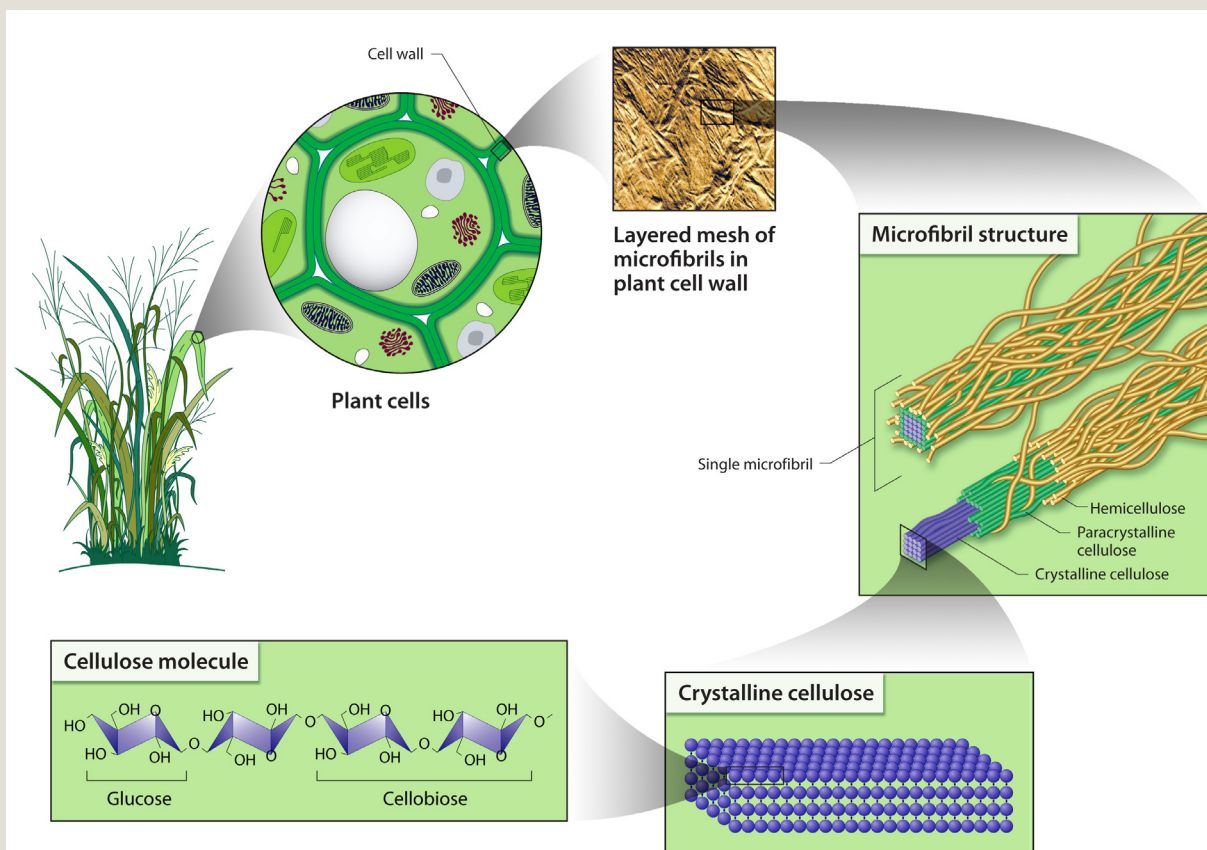 Cell wall
Plant cells
Layered mesh of
microfibrils in
plant cell wall
Microfibril structure
Single microfibril
Hemicellulose
Paracrystalline
cellulose
Crystalline cellulose
Cellulose molecule
HO
OH
O
HO
OH
O
HO
OH
OH
O
O
OH
O
HO
OH
O
HO
OH
OH
O
O
Glucose
Cellobiose
Crystalline cellulose